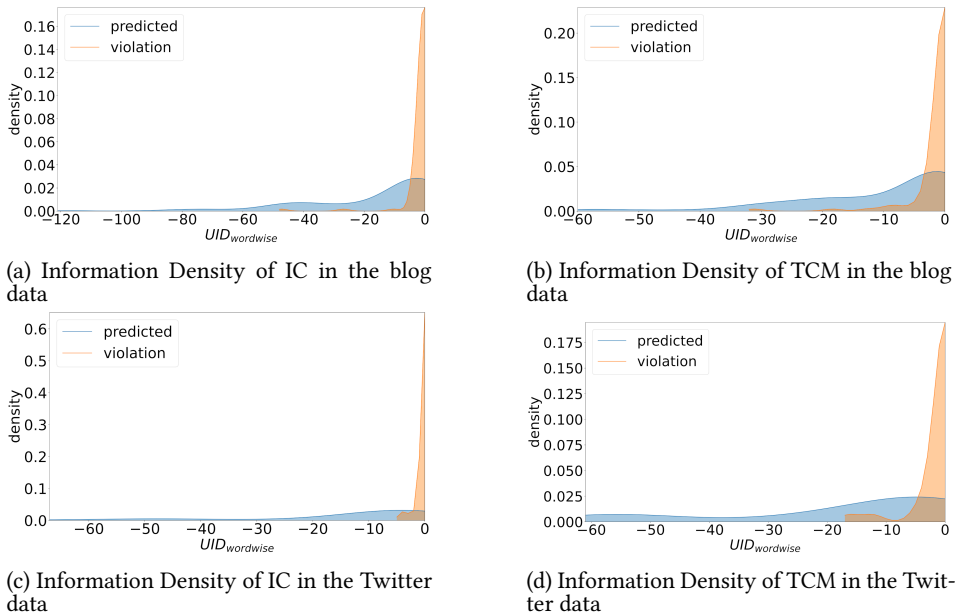 0.16
0.14
0.12
0.10
0.08
0.06
0.04
0.02
0.00
density
predicted
violation
−120 −100 −80 −60 −40 −20 0
UIDwordwise
(a) Information Density of IC in the blog
data
0.20
0.15
0.10
0.05
0.00
density
predicted
violation
−60 −50 −40 −30 −20 −10 0
UIDwordwise
(b) Information Density of TCM in the blog
data
0.6
0.5
0.4
0.3
0.2
0.1
0.0
density
predicted
violation
−60 −50 −40 −30 −20 −10 0
UIDwordwise
(c) Information Density of IC in the Twitter
data
0.175
0.150
0.125
0.100
0.075
0.050
0.025
0.000
density
predicted
violation
−60 −50 −40 −30 −20 −10 0
UIDwordwise
(d) Information Density of TCM in the Twit-
ter data